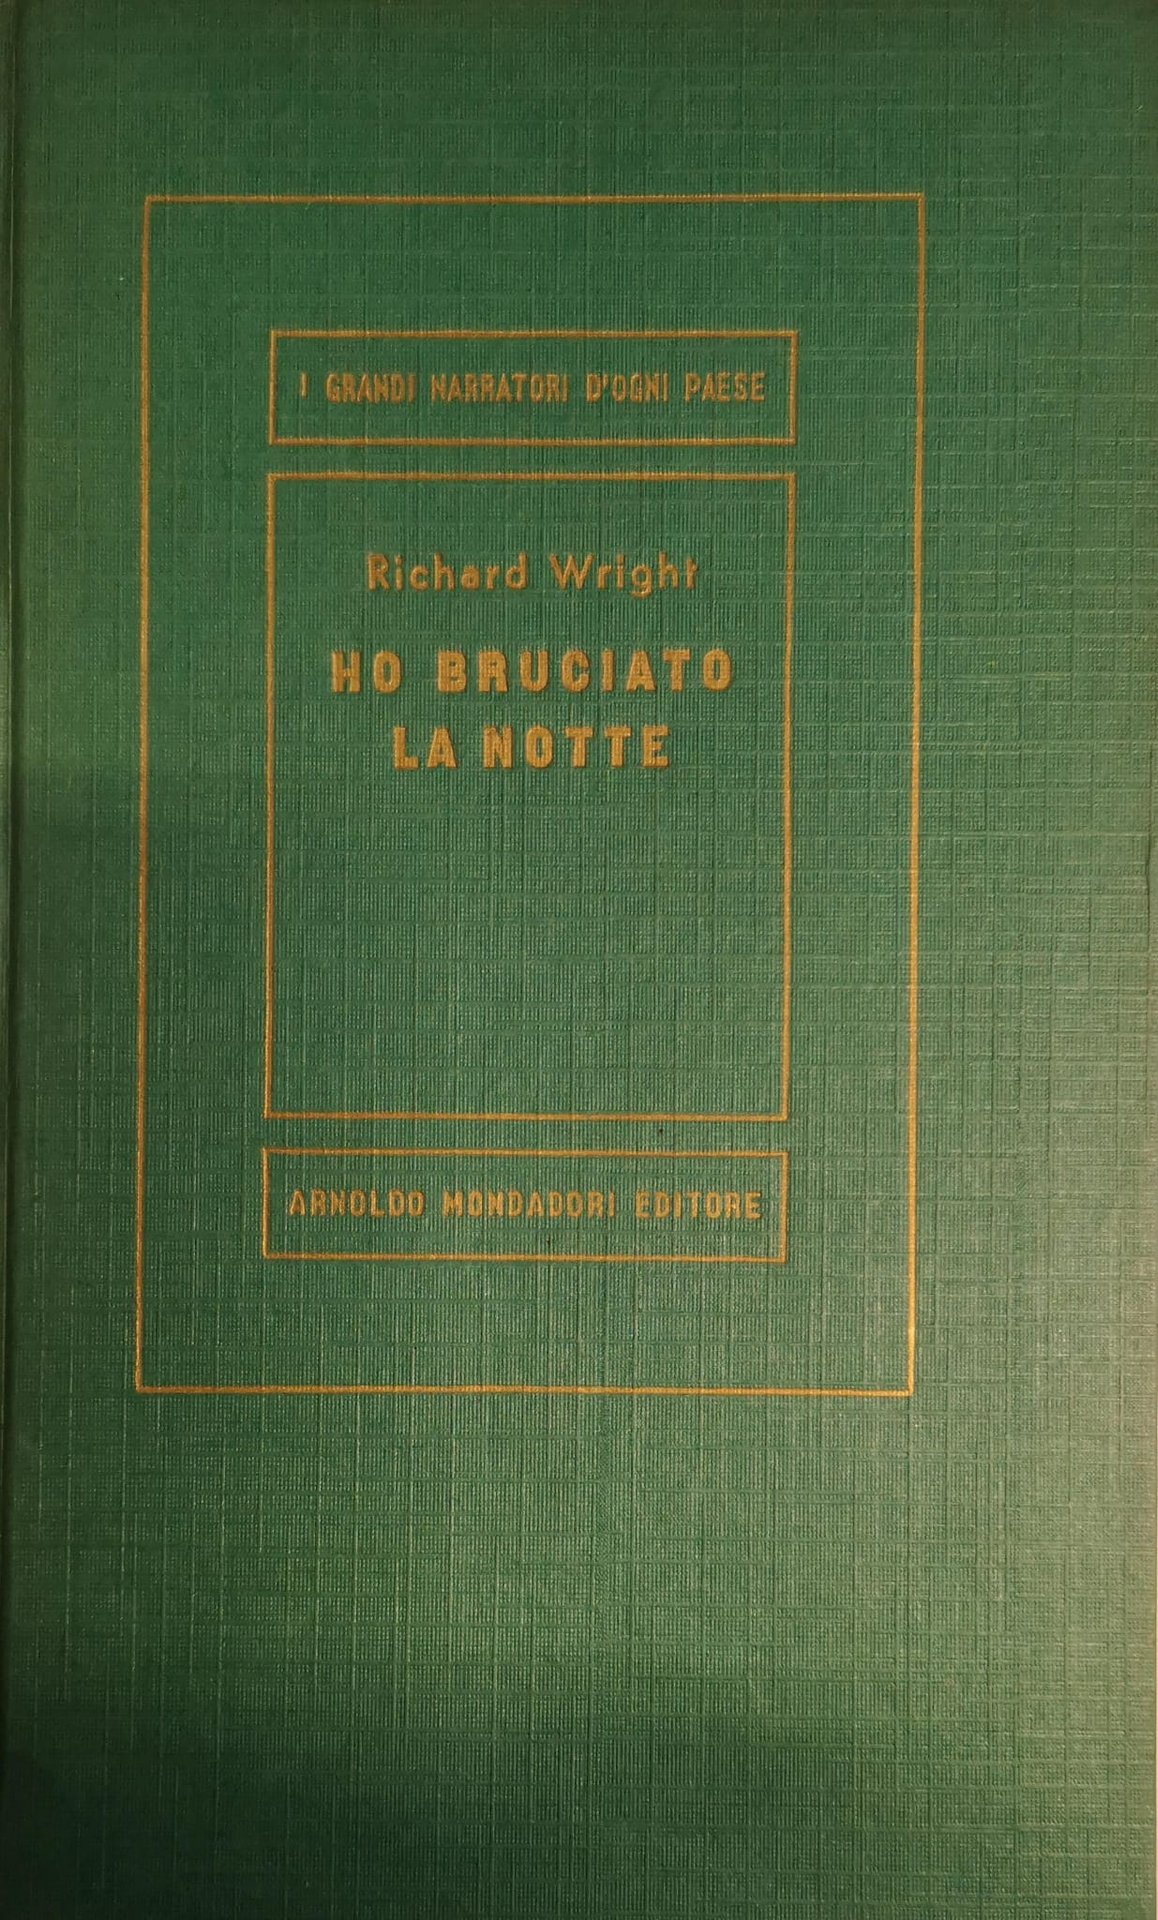 I GRANDI NARRATORI D'OGNI PAESE
Richard Wright
HO BRUCIATO
LA NOTTE
ARNOLDO MONDADORI EDITORE